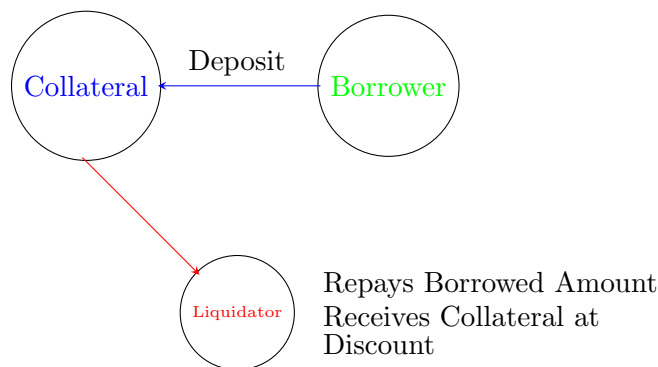 Deposit
Collateral
Borrower
Repays Borrowed Amount
Liquidator
Receives Collateral at
Discount